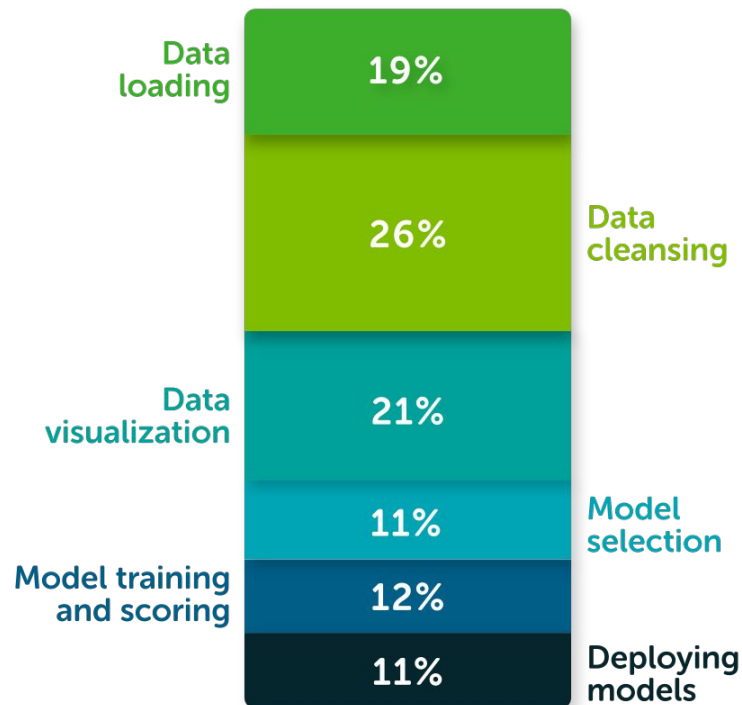 Data
loading
19%
26%
Data
cleansing
Data
visualization
21%
11%
Model
selection
Model training
and scoring
12%
11%
Deploying
models